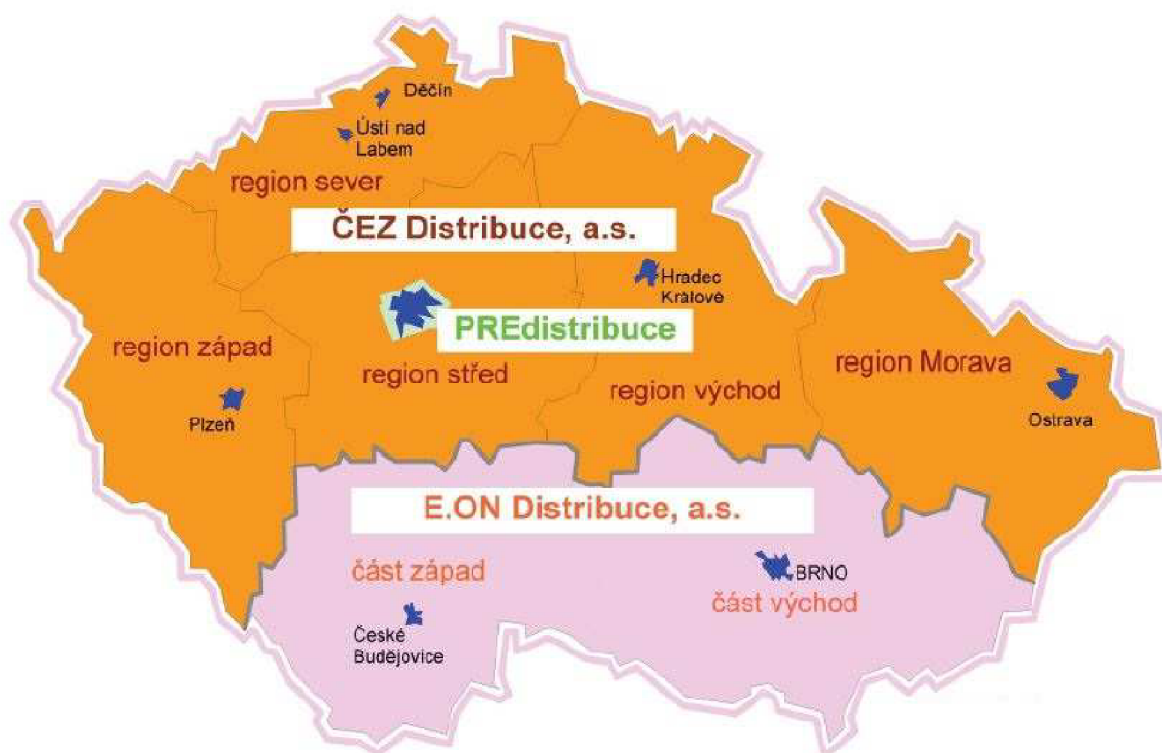 Děčín
Ústí nad
Labem
region sever
ČEZ Distribuce, a.s.
Hradec
Králové
PREdistribuce
region západ
region střed
region východ
region Morava
Plzeň
Ostrava
E.ON Distribuce, a.s.
část západ
BRNO
část východ
České
Budějovice